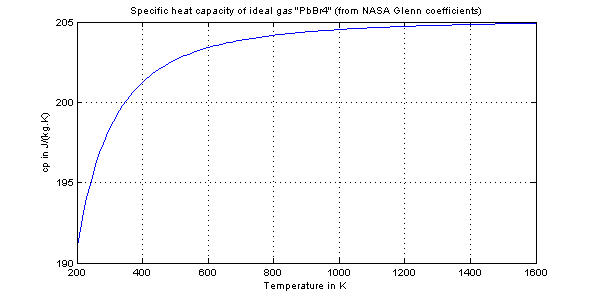 Specific heat capacity of ideal gas "PbBr4" (from NASA Glenn coefficients)
205
200
195
190
cp in J/(kg.K)
200 400 600 800 1000 1200 1400 1600
Temperature in K